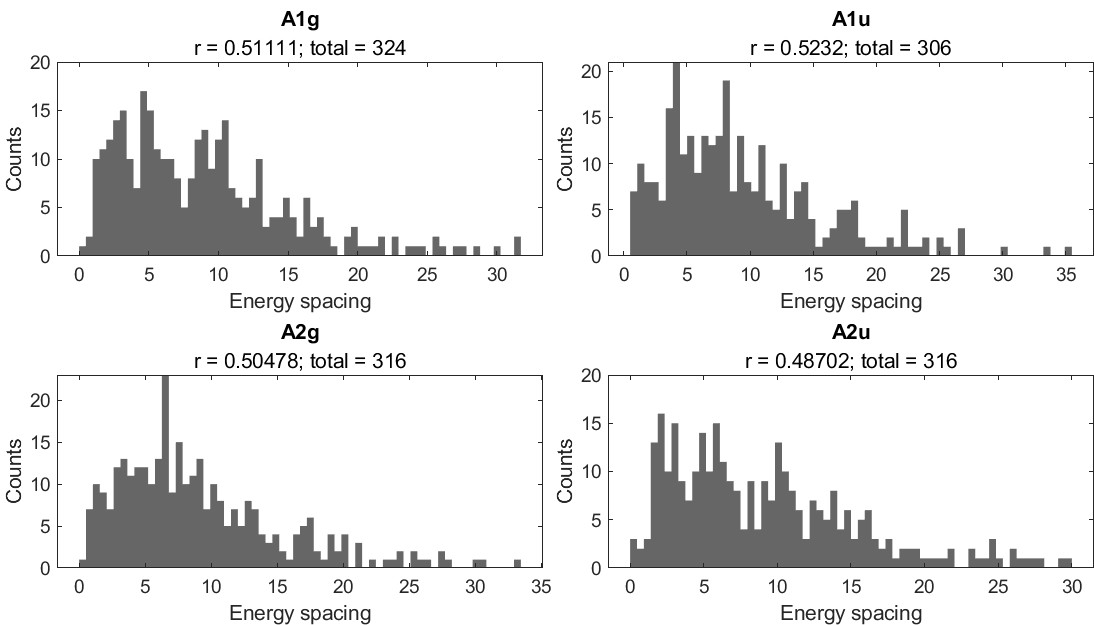 A1g
r = 0.51111; total = 324
20
15
10
5
0
Counts
0 5 10 15 20 25 30
Energy spacing
A1u
r = 0.5232; total = 306
20
15
10
5
0
Counts
0 5 10 15 20 25 30 35
Energy spacing
A2g
r = 0.50478; total = 316
20
15
10
5
0
Counts
0 5 10 15 20 25 30 35
Energy spacing
A2u
r = 0.48702; total = 316
20
15
10
5
0
Counts
0 5 10 15 20 25 30
Energy spacing